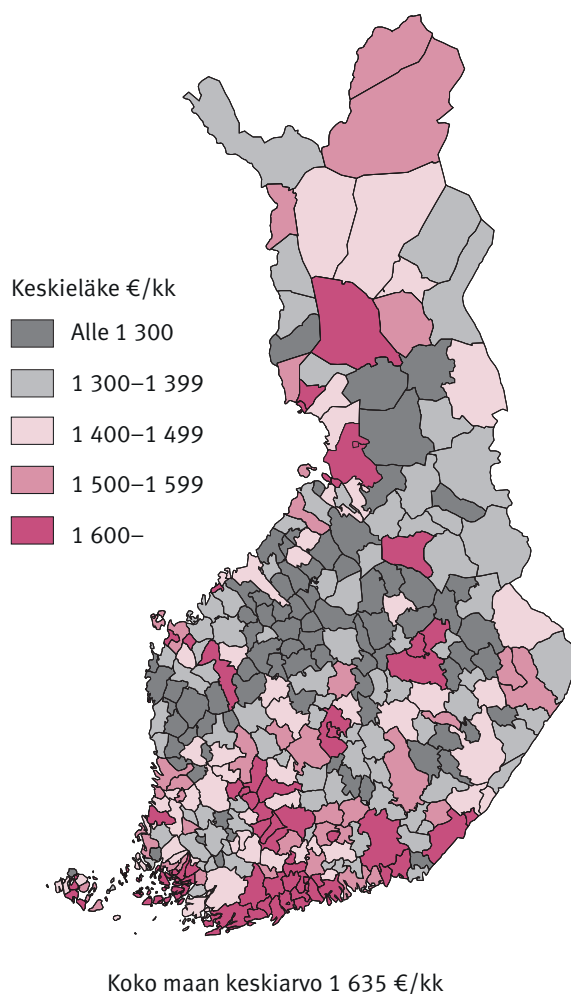 Keskieläke €/kk
Alle 1 300
1 300–1 399
1 400–1 499
1 500–1 599
1 600–
Koko maan keskiarvo 1 635 €/kk